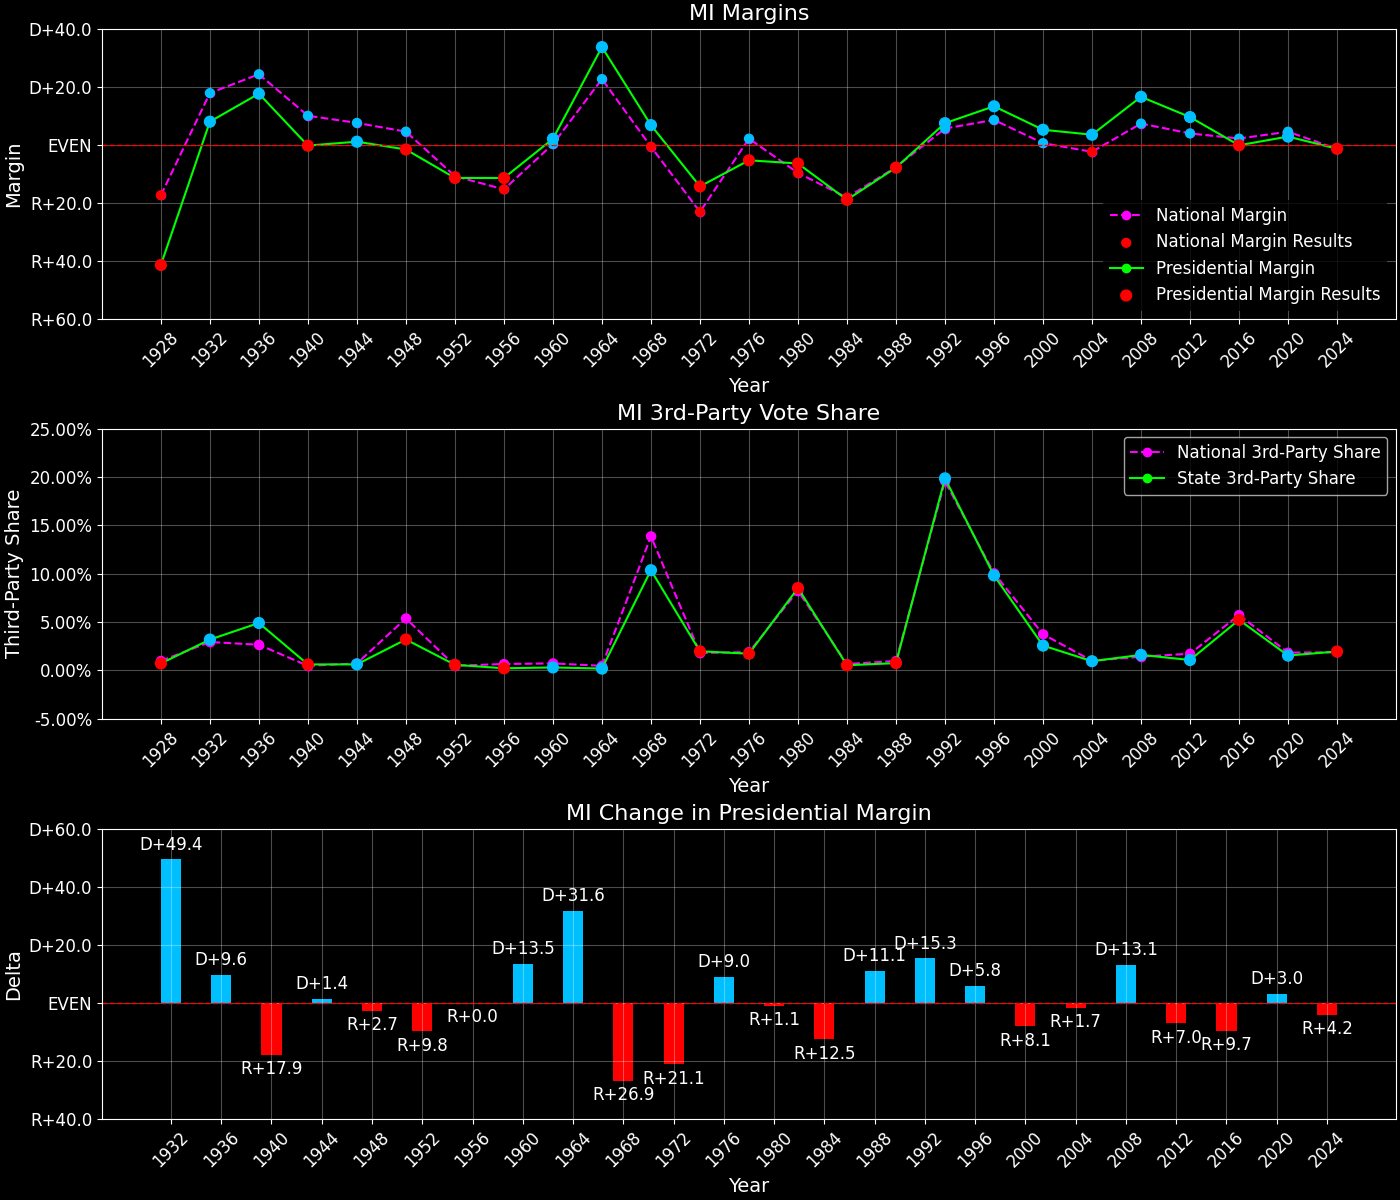 MI Margins
D+40.0
D+20.0
EVEN
R+20.0
R+40.0
R+60.0
Margin
National Margin
National Margin Results
Presidential Margin
Presidential Margin Results
1928 1932 1936 1940 1944 1948 1952 1956 1960 1964 1968 1972 1976 1980 1984 1988 1992 1996 2000 2004 2008 2012 2016 2020 2024
Year
MI 3rd-Party Vote Share
25.00%
20.00%
15.00%
10.00%
5.00%
0.00%
-5.00%
Third-Party Share
National 3rd-Party Share
State 3rd-Party Share
1928 1932 1936 1940 1944 1948 1952 1956 1960 1964 1968 1972 1976 1980 1984 1988 1992 1996 2000 2004 2008 2012 2016 2020 2024
Year
MI Change in Presidential Margin
D+60.0
D+40.0
D+20.0
EVEN
R+20.0
R+40.0
Delta
D+49.4
D+9.6
R+17.9
D+1.4
R+2.7
R+9.8
R+0.0
D+13.5
D+31.6
R+26.9
R+21.1
D+9.0
R+1.1
R+12.5
D+11.1
D+15.3
D+5.8
R+8.1
R+1.7
D+13.1
R+7.0
R+9.7
D+3.0
R+4.2
1932 1936 1940 1944 1948 1952 1956 1960 1964 1968 1972 1976 1980 1984 1988 1992 1996 2000 2004 2008 2012 2016 2020 2024
Year